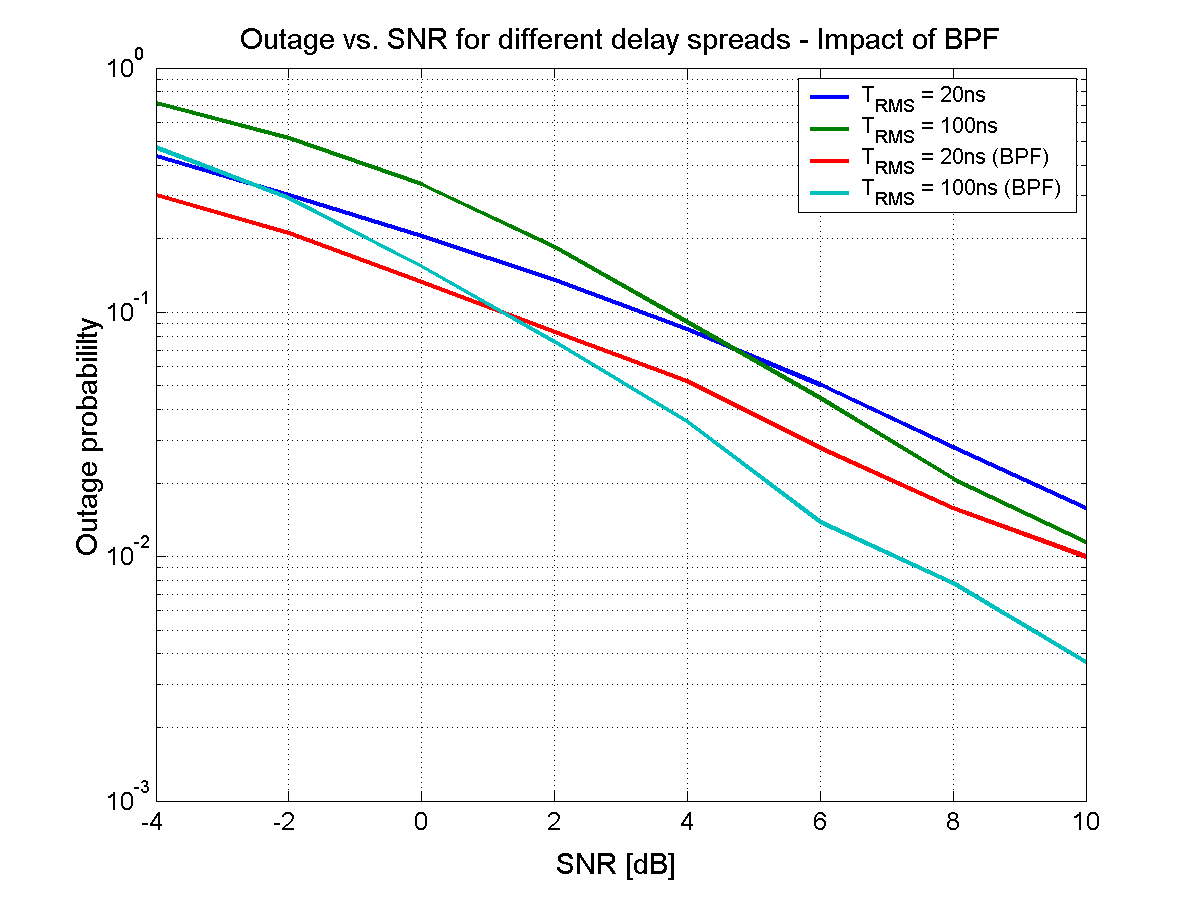 Outage vs. SNR for different delay spreads - Impact of BPF
10^0
10^-1
10^-2
10^-3
Outage probabililty
T_RMS = 20ns
T_RMS = 100ns
T_RMS = 20ns (BPF)
T_RMS = 100ns (BPF)
-4 -2 0 2 4 6 8 10
SNR [dB]